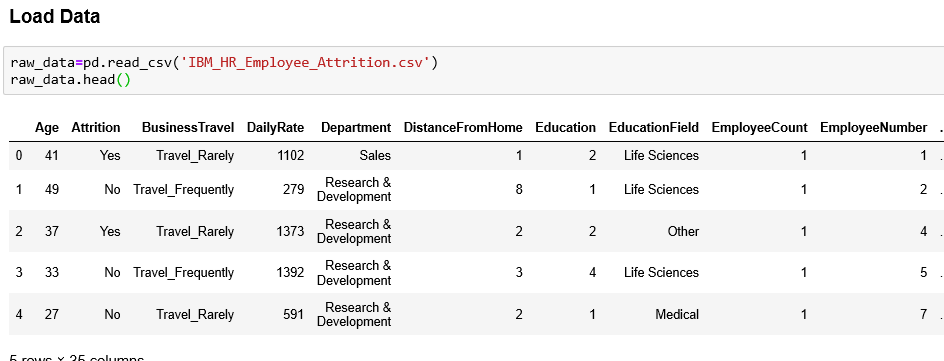 Load Data
raw_data=pd.read_csv('IBM_HR_Employee_Attrition.csv')
raw_data.head()
Age Attrition BusinessTravel DailyRate Department DistanceFromHome Education EducationField EmployeeCount EmployeeNumber .
0 41 Yes Travel_Rarely 1102 Sales 1 2 Life Sciences 1 1 .
1 49 No Travel_Frequently 279 Research & Development 8 1 Life Sciences 1 2 .
2 37 Yes Travel_Rarely 1373 Research & Development 2 2 Other 1 4 .
3 33 No Travel_Frequently 1392 Research & Development 3 4 Life Sciences 1 5 .
4 27 No Travel_Rarely 591 Research & Development 2 1 Medical 1 7 .
5 rows × 35 columns